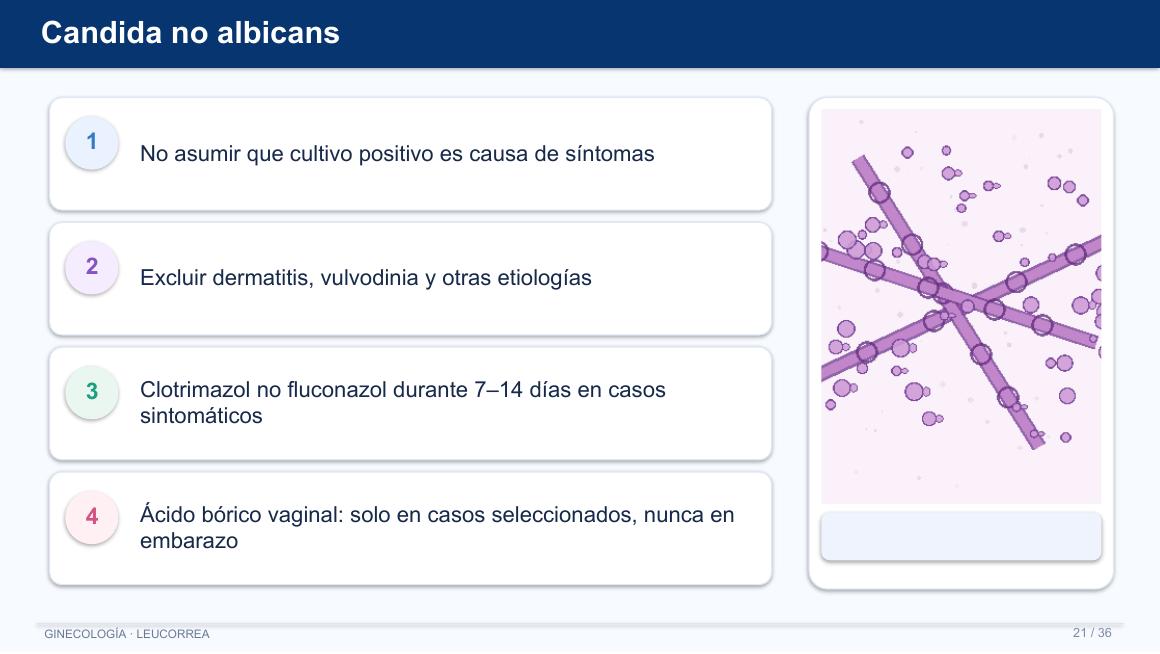 Candida no albicans
1
No asumir que cultivo positivo es causa de síntomas
2
Excluir dermatitis, vulvodinia y otras etiologías
3
Clotrimazol no fluconazol durante 7–14 días en casos
sintomáticos
4
Ácido bórico vaginal: solo en casos seleccionados, nunca en
embarazo
GINECOLOGÍA · LEUCORREA
21 / 36